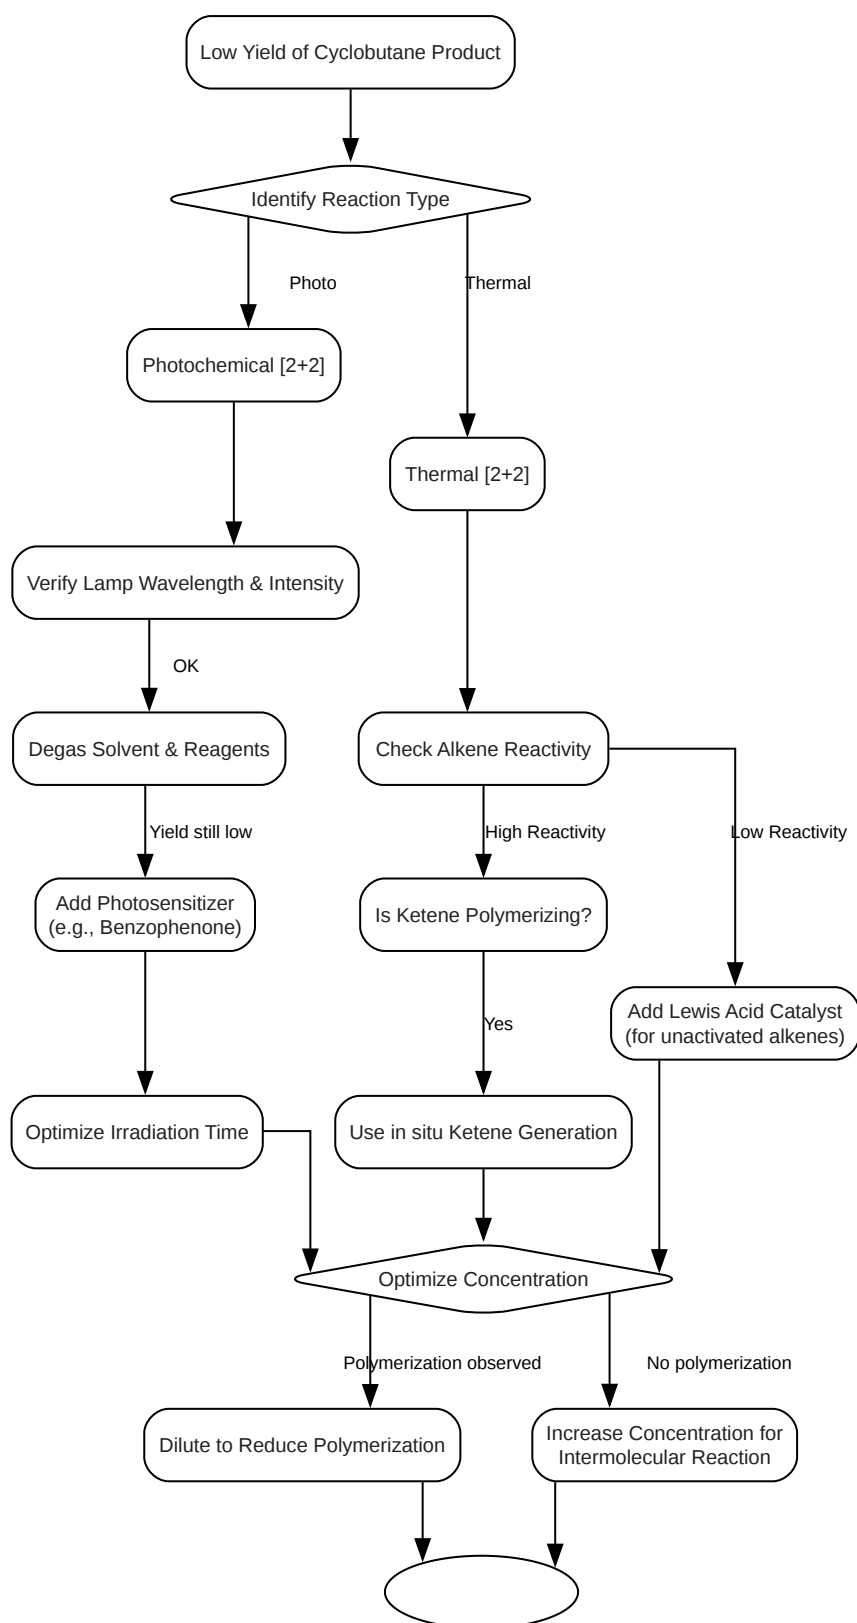 Low Yield of Cyclobutane Product
Identify Reaction Type
Photo
Thermal
Photochemical [2+2]
Thermal [2+2]
Verify Lamp Wavelength & Intensity
OK
Degas Solvent & Reagents
Check Alkene Reactivity
Yield still low
High Reactivity
Low Reactivity
Add Photosensitizer
(e.g., Benzophenone)
Is Ketene Polymerizing?
Add Lewis Acid Catalyst
(for unactivated alkenes)
Yes
Optimize Irradiation Time
Use in situ Ketene Generation
Optimize Concentration
Polymerization observed
No polymerization
Dilute to Reduce Polymerization
Increase Concentration for
Intermolecular Reaction